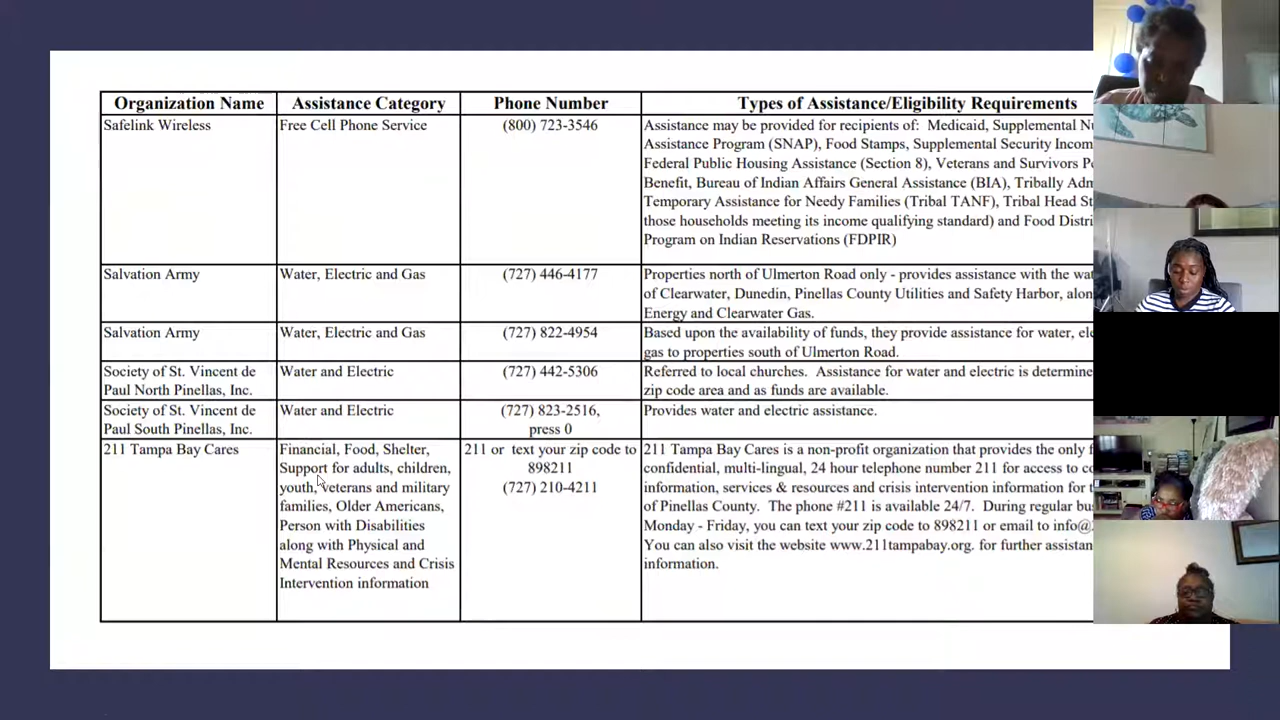 Organization Name Assistance Category Phone Number Types of Assistance/Eligibility Requirements
Safelink Wireless Free Cell Phone Service (800) 723-3546 Assistance may be provided for recipients of: Medicaid, Supplemental
Assistance Program (SNAP), Food Stamps, Supplemental Security
Federal Public Housing Assistance (Section 8), Veterans and Survivors
Benefit, Bureau of Indian Affairs General Assistance (BIA), Tribally
Temporary Assistance for Needy Families (Tribal TANF), Tribal Head
those households meeting its income qualifying standard) and Food
Program on Indian Reservations (FDPIR)
Salvation Army Water, Electric and Gas (727) 446-4177 Properties north of Ulmerton Road only - provides assistance with the
of Clearwater, Dunedin, Pinellas County Utilities and Safety Harbor,
Energy and Clearwater Gas.
Salvation Army Water, Electric and Gas (727) 822-4954 Based upon the availability of funds, they provide assistance for water,
gas to properties south of Ulmerton Road.
Society of St. Vincent de Water and Electric (727) 442-5306 Referred to local churches. Assistance for water and electric is
Paul North Pinellas, Inc. zip code area and as funds are available.
Society of St. Vincent de Water and Electric (727) 823-2516, Provides water and electric assistance.
Paul South Pinellas, Inc. press 0
211 Tampa Bay Cares Financial, Food, Shelter, 211 or text your zip code to 211 Tampa Bay Cares is a non-profit organization that provides the only
Support for adults, children, 898211 confidential, multi-lingual, 24 hour telephone number 211 for access to
youth, veterans and military (727) 210-4211 information, services & resources and crisis intervention information for
families, Older Americans, of Pinellas County. The phone #211 is available 24/7. During regular
Person with Disabilities Monday - Friday, you can text your zip code to 898211 or email to info@
along with Physical and You can also visit the website www.211tampabay.org. for further
Mental Resources and Crisis information.
Intervention information